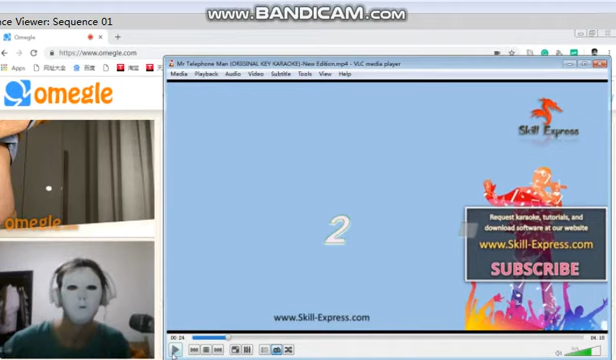 www.BANDICAM.com
nce Viewer: Sequence 01
Omegle
https://www.omegle.com
Apps
网址大全
百度
淘宝
omegle
omegle
Mr Telephone Man (ORIGINAL KEY KARAOKE)-New Edition.mp4 - VLC media player
Media Playback Audio Video Subtitle Tools View Help
Skill Express
2
Request karaoke, tutorials, and
download software at our website
www.Skill-Express.com
SUBSCRIBE
www.Skill-Express.com
00:24
04:10